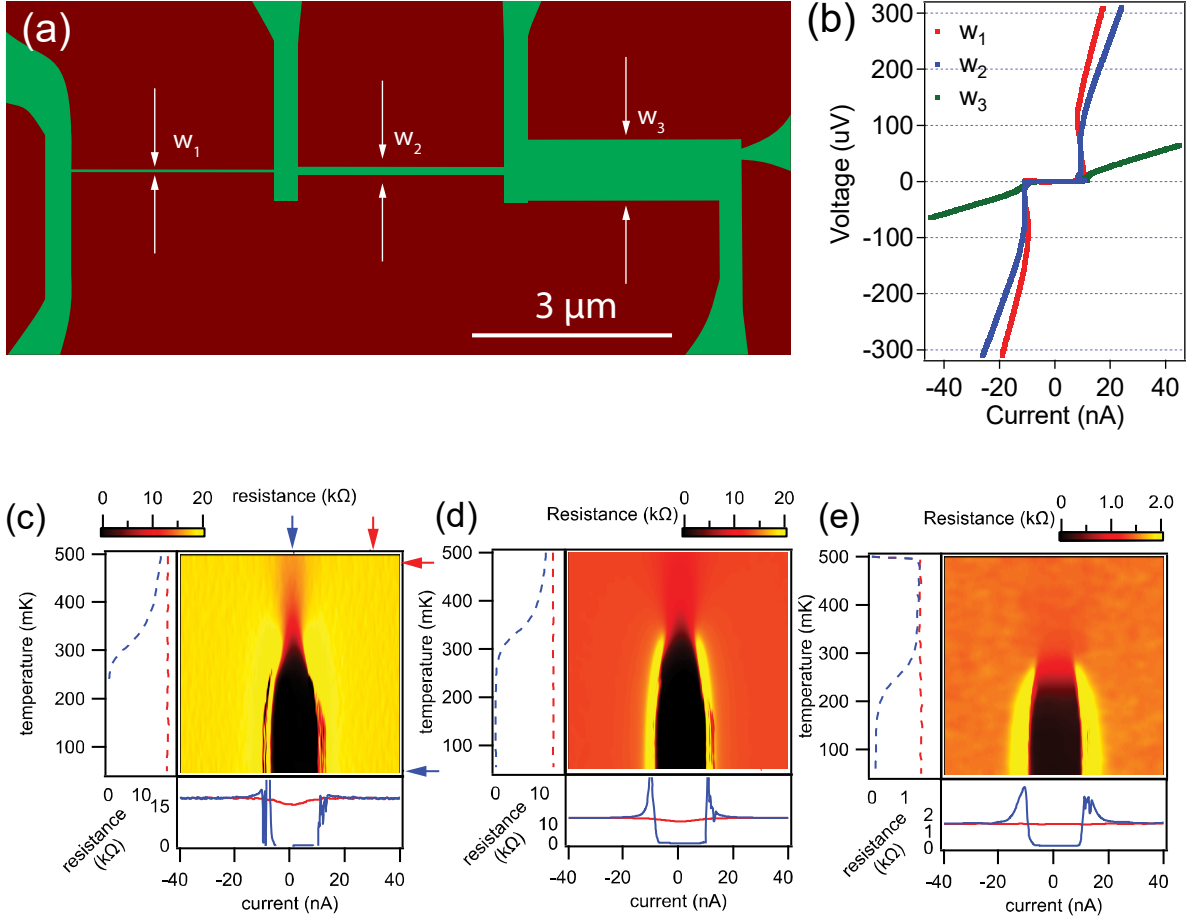 (a)
w1
w2
w3
3 µm
(b)
w1
w2
w3
300
200
100
0
-100
-200
-300
Voltage (uV)
-40 -20 0 20 40
Current (nA)
(c)
0 10 20
resistance (kΩ)
500
400
300
200
100
temperature (mK)
0 10
15
0
resistance
(kΩ)
-40 -20 0 20 40
current (nA)
(d)
Resistance (kΩ)
0 10 20
500
400
300
200
100
temperature (mK)
0 10
10
0
resistance
(kΩ)
-40 -20 0 20 40
current (nA)
(e)
Resistance (kΩ)
0 1.0 2.0
500
400
300
200
100
temperature (mK)
0 1
2
1
0
resistance
(kΩ)
-40 -20 0 20 40
current (nA)